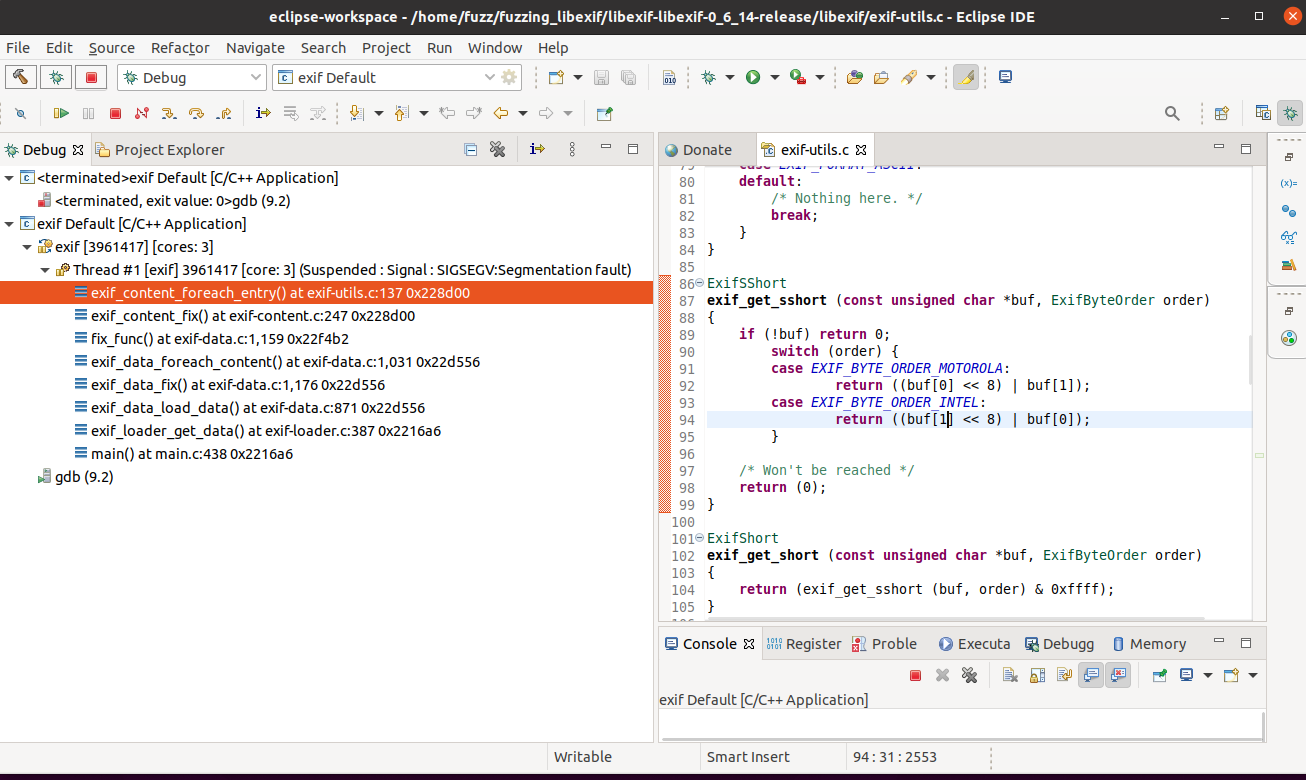 eclipse-workspace - /home/fuzz/fuzzing_libexif/libexif-libexif-0_6_14-release/libexif/exif-utils.c - Eclipse IDE
File Edit Source Refactor Navigate Search Project Run Window Help
Debug exif Default
Debug Project Explorer
<terminated>exif Default [C/C++ Application]
<terminated, exit value: 0>gdb (9.2)
exif Default [C/C++ Application]
exif [3961417] [cores: 3]
Thread #1 [exif] 3961417 [core: 3] (Suspended : Signal : SIGSEGV:Segmentation fault)
exif_content_foreach_entry() at exif-utils.c:137 0x228d00
exif_content_fix() at exif-content.c:247 0x228d00
fix_func() at exif-data.c:1,159 0x22f4b2
exif_data_foreach_content() at exif-data.c:1,031 0x22d556
exif_data_fix() at exif-data.c:1,176 0x22d556
exif_data_load_data() at exif-data.c:871 0x22d556
exif_loader_get_data() at exif-loader.c:387 0x2216a6
main() at main.c:438 0x2216a6
gdb (9.2)
Donate exif-utils.c
79 case EXIF_FORMAT_ASCII:
80 default:
81 /* Nothing here. */
82 break;
83 }
84 }
85
86 ExifSShort
87 exif_get_sshort (const unsigned char *buf, ExifByteOrder order)
88 {
89 if (!buf) return 0;
90 switch (order) {
91 case EXIF_BYTE_ORDER_MOTOROLA:
92 return ((buf[0] << 8) | buf[1]);
93 case EXIF_BYTE_ORDER_INTEL:
94 return ((buf[1] << 8) | buf[0]);
95 }
96
97 /* Won't be reached */
98 return (0);
99 }
100
101 ExifShort
102 exif_get_short (const unsigned char *buf, ExifByteOrder order)
103 {
104 return (exif_get_sshort (buf, order) & 0xffff);
105 }
Console Register Proble Executa Debugg Memory
exif Default [C/C++ Application]
Writable Smart Insert 94 : 31 : 2553